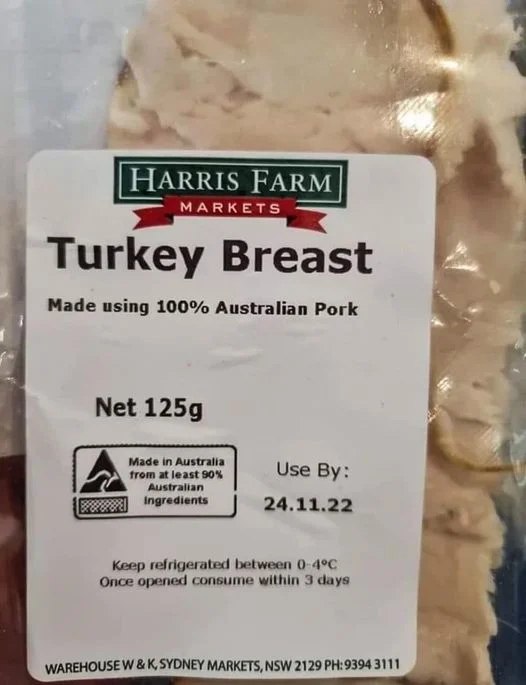 HARRIS FARM
MARKETS
Turkey Breast
Made using 100% Australian Pork
Net 125g
Made in Australia
from at least 90%
Australian
Ingredients
Use By:
24.11.22
Keep refrigerated between 0-4°C
Once opened consume within 3 days
WAREHOUSE W & K, SYDNEY MARKETS, NSW 2129 PH: 9394 3111